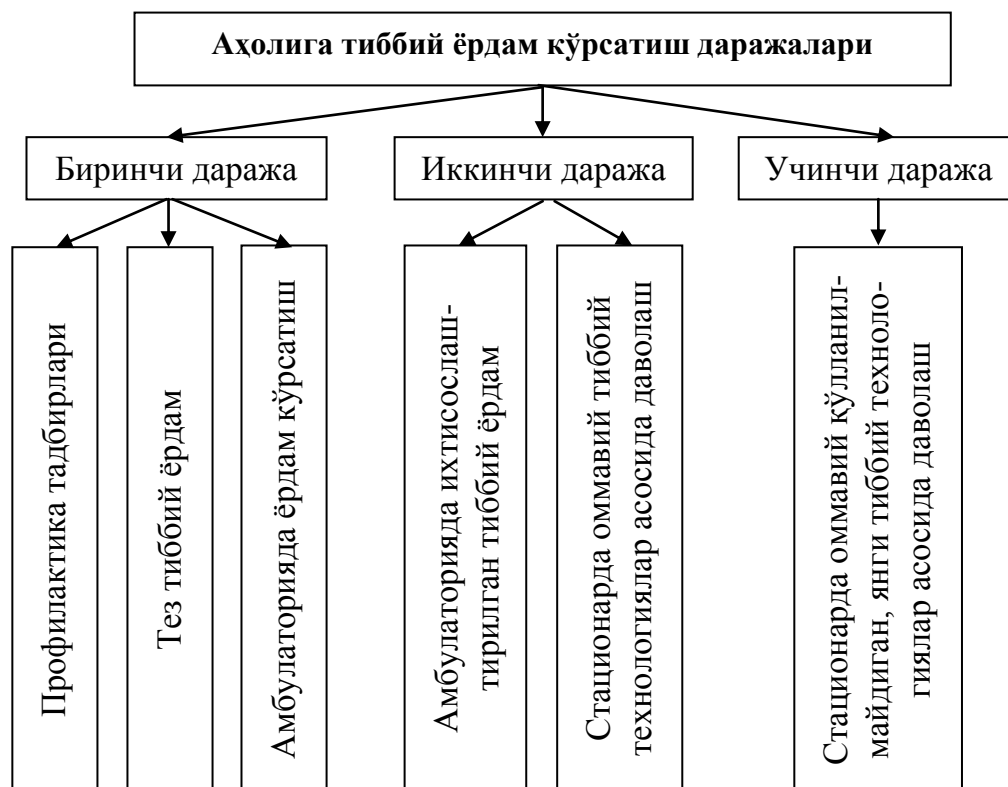 Аҳолига тиббий ёрдам кўрсатиш даражалари
Биринчи даража
Иккинчи даража
Учинчи даража
Профилактика тадбирлари
Тез тиббий ёрдам
Амбулаторияда ёрдам кўрсатиш
Амбулаторияда ихтисослаш-
тирилган тиббий ёрдам
Стационарда оммавий тиббий
технологиялар асосида даволаш
Стационарда оммавий қўлланил-
майдиган, янги тиббий техноло-
гиялар асосида даволаш